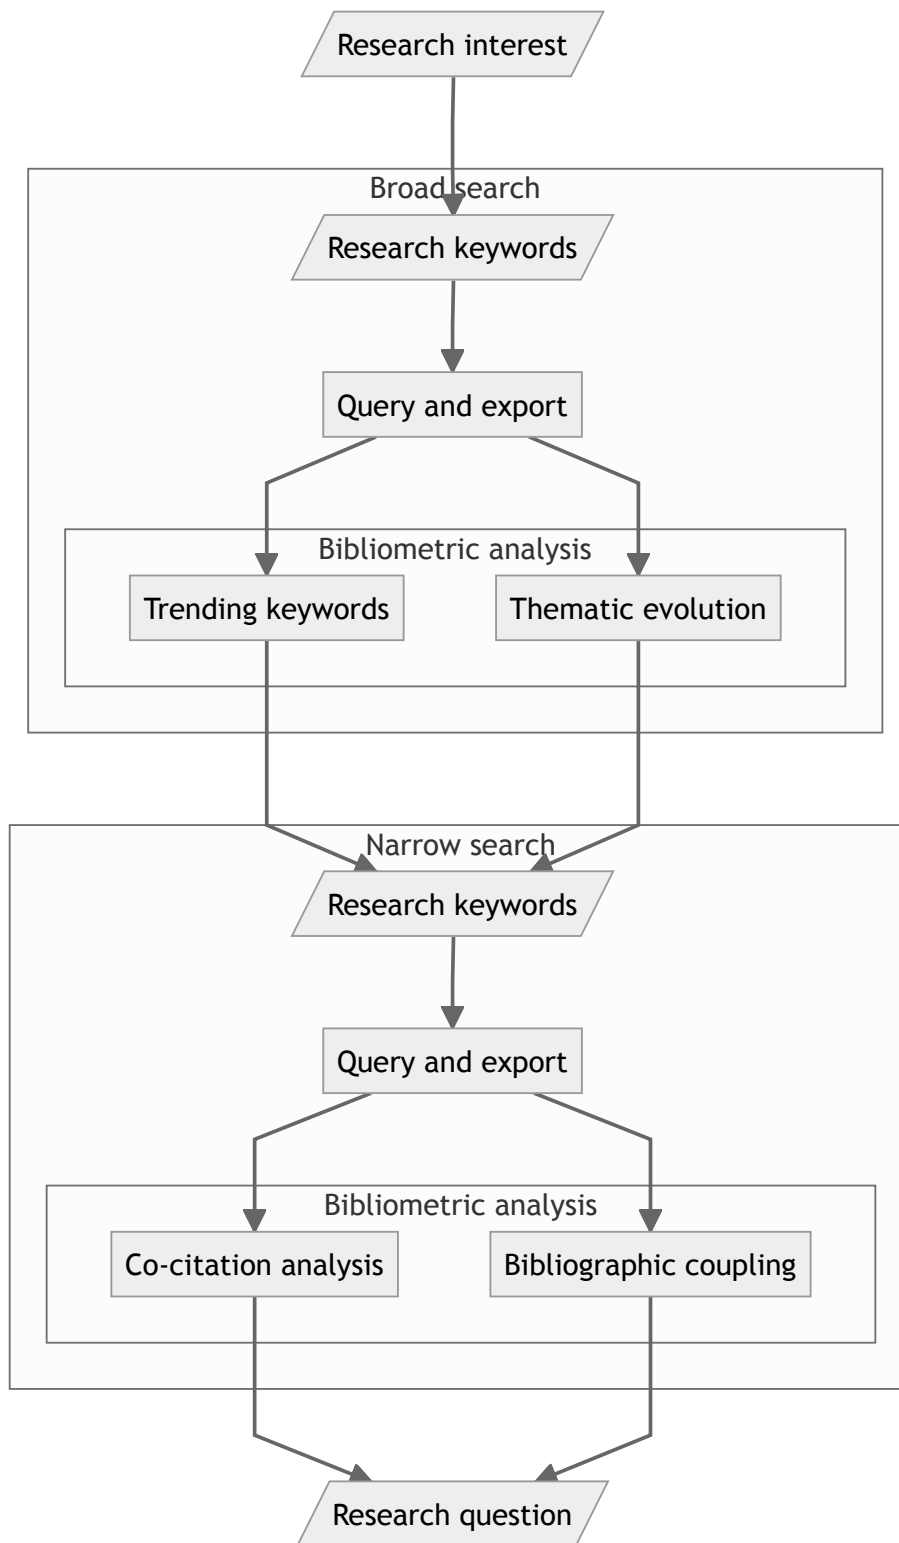 Research interest
Broad search
Research keywords
Query and export
Bibliometric analysis
Trending keywords
Thematic evolution
Narrow search
Research keywords
Query and export
Bibliometric analysis
Co-citation analysis
Bibliographic coupling
Research question